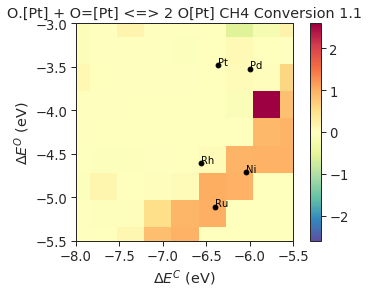 O.[Pt] + O=[Pt] <=> 2 O[Pt] CH4 Conversion 1.1
−3.0
−3.5
−4.0
−4.5
−5.0
−5.5
ΔE^O (eV)
Pt
Pd
Rh
Ni
Ru
−8.0 −7.5 −7.0 −6.5 −6.0 −5.5
ΔE^C (eV)
2
1
0
−1
−2